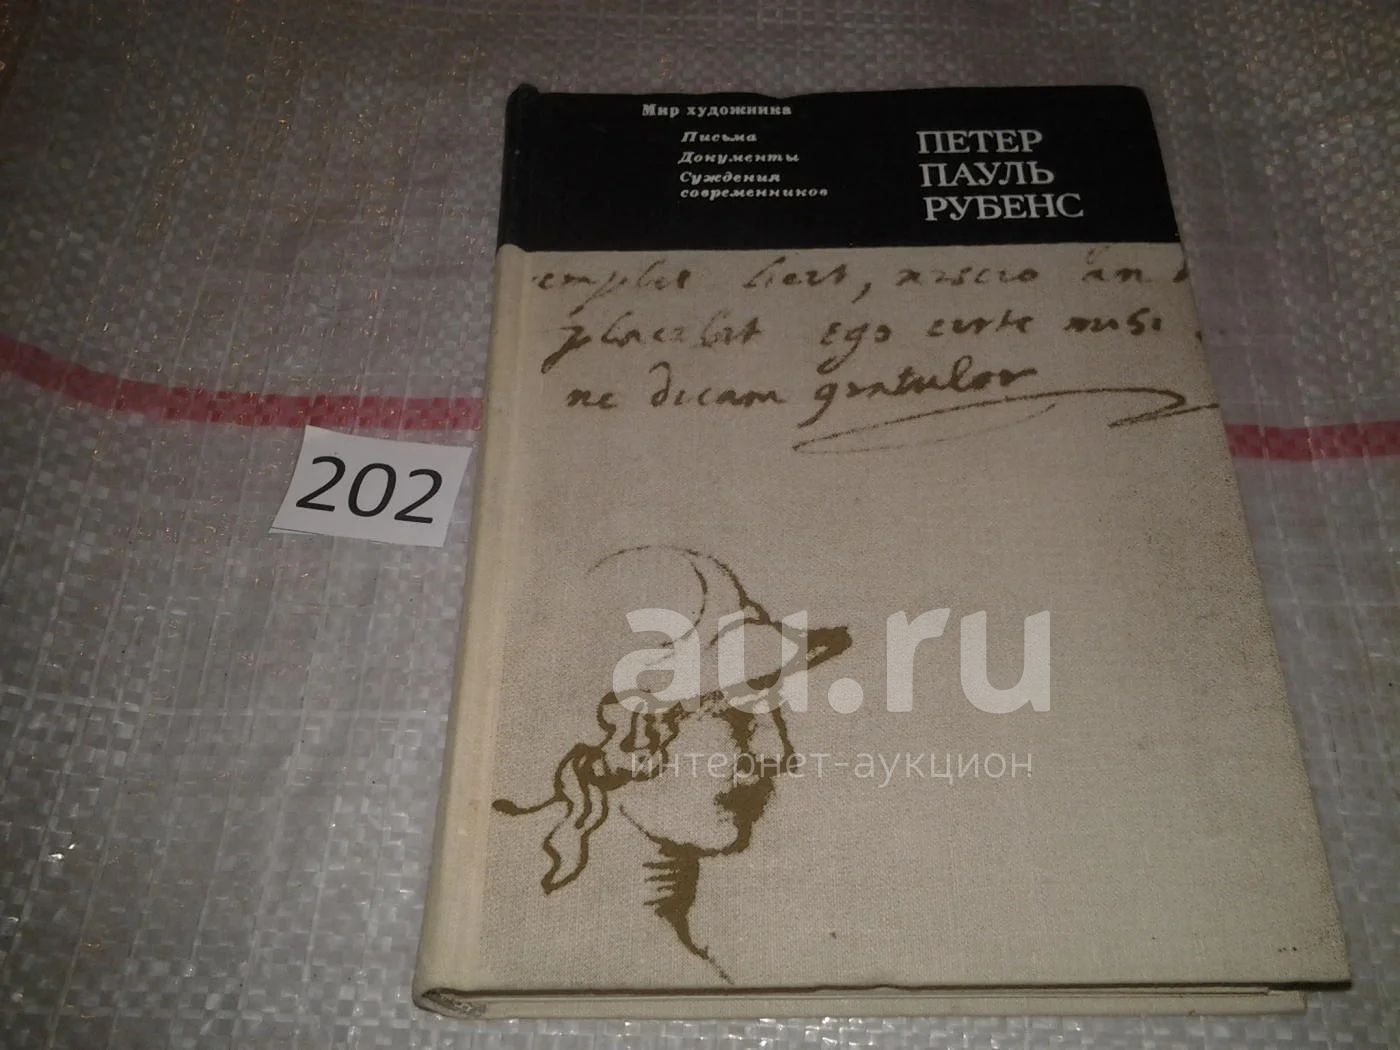 Мир художника
Письма
Документы
Суждения
современников
ПЕТЕР
ПАУЛЬ
РУБЕНС
placebat ego certe mihi
ne dicam gratulor
202
au.ru
интернет-аукцион